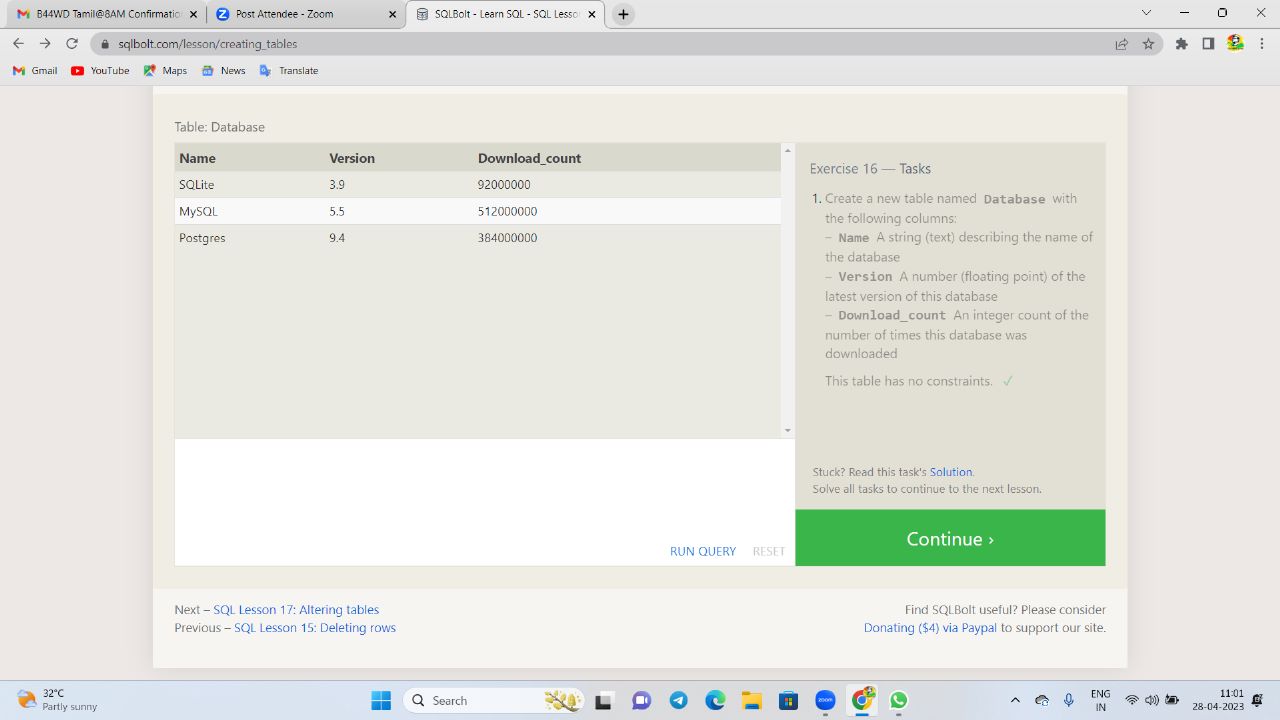 B44WD Tamil@8AM Confirmatio
Post Attendee - Zoom
SQLBolt - Learn SQL - SQL Lesso
sqlbolt.com/lesson/creating_tables
Gmail
YouTube
Maps
News
Translate
Table: Database
Name Version Download_count
SQLite 3.9 92000000
MySQL 5.5 512000000
Postgres 9.4 384000000
RUN QUERY RESET
Exercise 16 — Tasks
1. Create a new table named Database with
the following columns:
– Name A string (text) describing the name of
the database
– Version A number (floating point) of the
latest version of this database
– Download_count An integer count of the
number of times this database was
downloaded
This table has no constraints. ✓
Stuck? Read this task's Solution.
Solve all tasks to continue to the next lesson.
Continue ›
Next – SQL Lesson 17: Altering tables
Previous – SQL Lesson 15: Deleting rows
Find SQLBolt useful? Please consider
Donating ($4) via Paypal to support our site.
32°C
Partly sunny
Search
zoom
ENG
IN
11:01
28-04-2023